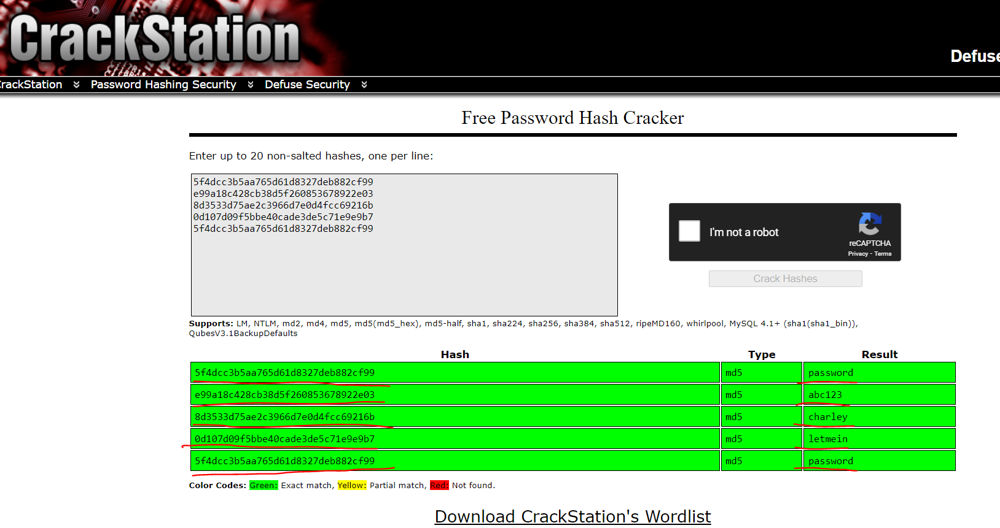 CrackStation
Defuse
CrackStation Password Hashing Security Defuse Security
Free Password Hash Cracker
Enter up to 20 non-salted hashes, one per line:
5f4dcc3b5aa765d61d8327deb882cf99
e99a18c428cb38d5f260853678922e03
8d3533d75ae2c3966d7e0d4fcc69216b
0d107d09f5bbe40cade3de5c71e9e9b7
5f4dcc3b5aa765d61d8327deb882cf99
I'm not a robot
reCAPTCHA
Privacy - Terms
Crack Hashes
Supports: LM, NTLM, md2, md4, md5, md5(md5_hex), md5-half, sha1, sha224, sha256, sha384, sha512, ripeMD160, whirlpool, MySQL 4.1+ (sha1(sha1_bin)),
QubesV3.1BackupDefaults
Hash Type Result
5f4dcc3b5aa765d61d8327deb882cf99 md5 password
e99a18c428cb38d5f260853678922e03 md5 abc123
8d3533d75ae2c3966d7e0d4fcc69216b md5 charley
0d107d09f5bbe40cade3de5c71e9e9b7 md5 letmein
5f4dcc3b5aa765d61d8327deb882cf99 md5 password
Color Codes: Green: Exact match, Yellow: Partial match, Red: Not found.
Download CrackStation's Wordlist